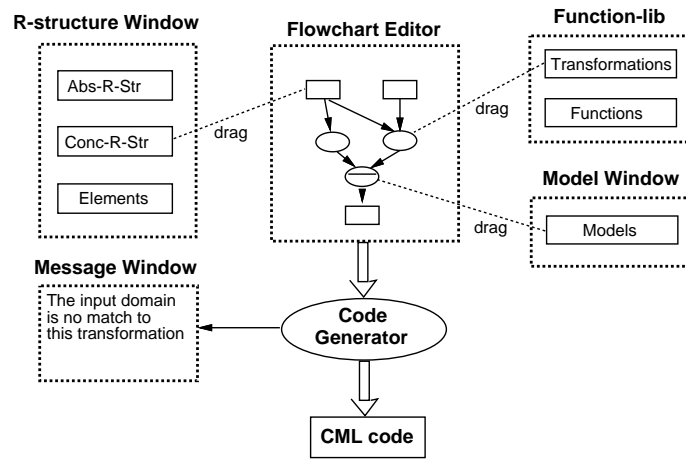 R-structure Window
Abs-R-Str
Conc-R-Str
Elements
drag
Flowchart Editor
drag
Function-lib
Transformations
Functions
drag
Model Window
Models
Message Window
The input domain
is no match to
this transformation
Code
Generator
CML code